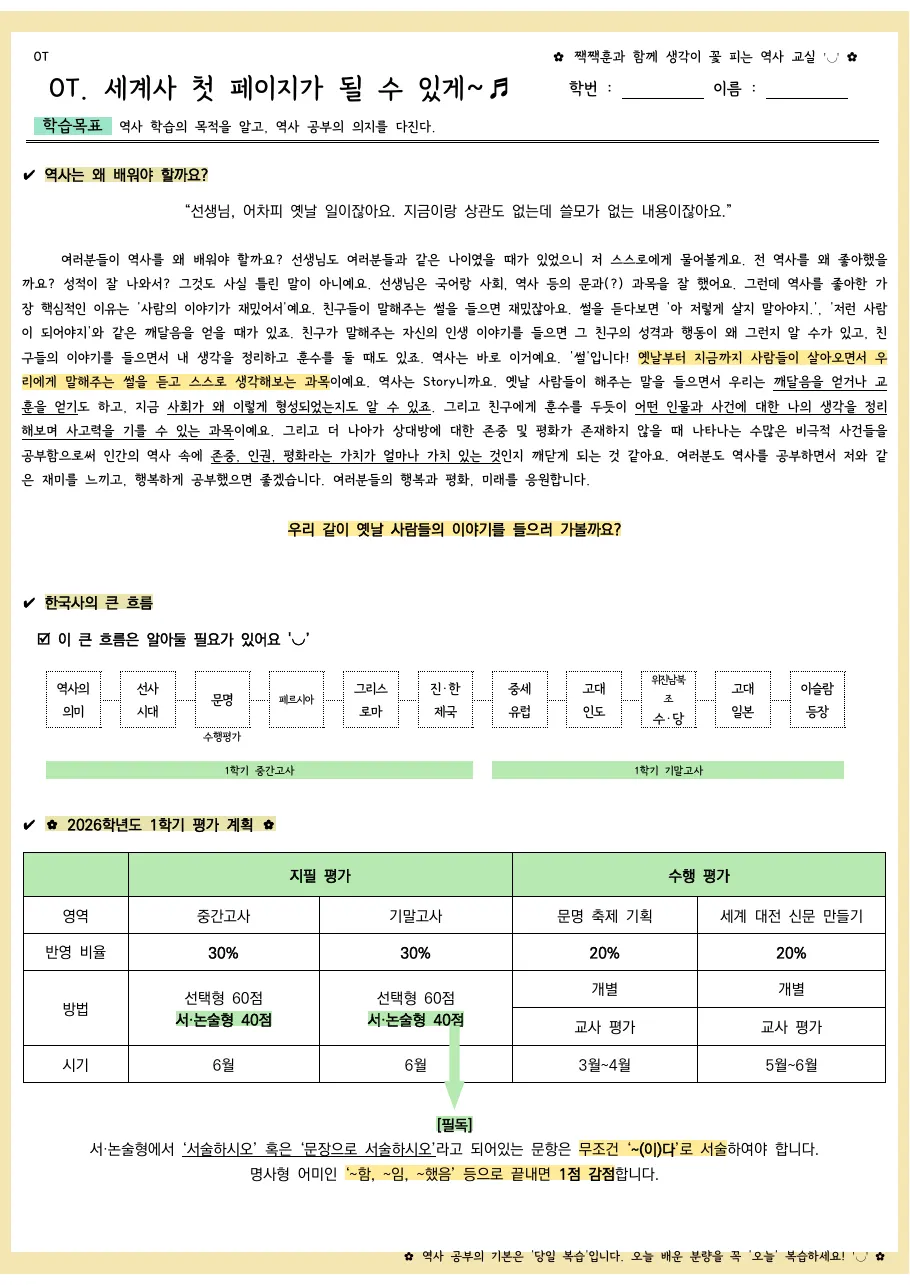 OT
✿ 짹짹훈과 함께 생각이 꽃 피는 역사 교실 '◡' ✿
OT. 세계사 첫 페이지가 될 수 있게~♬
학번 : 이름 :
학습목표 역사 학습의 목적을 알고, 역사 공부의 의지를 다진다.
✔ 역사는 왜 배워야 할까요?
“선생님, 어차피 옛날 일이잖아요. 지금이랑 상관도 없는데 쓸모가 없는 내용이잖아요.”
여러분들이 역사를 왜 배워야 할까요? 선생님도 여러분들과 같은 나이였을 때가 있었으니 저 스스로에게 물어볼게요. 전 역사를 왜 좋아했을
까요? 성적이 잘 나와서? 그것도 사실 틀린 말이 아니예요. 선생님은 국어랑 사회, 역사 등의 문과(?) 과목을 잘 했어요. 그런데 역사를 좋아한 가
장 핵심적인 이유는 '사람의 이야기가 재밌어서'예요. 친구들이 말해주는 썰을 들으면 재밌잖아요. 썰을 듣다보면 '아 저렇게 살지 말아야지.', '저런 사람
이 되어야지'와 같은 깨달음을 얻을 때가 있죠. 친구가 말해주는 자신의 인생 이야기를 들으면 그 친구의 성격과 행동이 왜 그런지 알 수가 있고, 친
구들의 이야기를 들으면서 내 생각을 정리하고 훈수를 둘 때도 있죠. 역사는 바로 이거예요. '썰'입니다! 옛날부터 지금까지 사람들이 살아오면서 우
리에게 말해주는 썰을 듣고 스스로 생각해보는 과목이예요. 역사는 Story니까요. 옛날 사람들이 해주는 말을 들으면서 우리는 깨달음을 얻거나 교
훈을 얻기도 하고, 지금 사회가 왜 이렇게 형성되었는지도 알 수 있죠. 그리고 친구에게 훈수를 두듯이 어떤 인물과 사건에 대한 나의 생각을 정리
해보며 사고력을 기를 수 있는 과목이예요. 그리고 더 나아가 상대방에 대한 존중 및 평화가 존재하지 않을 때 나타나는 수많은 비극적 사건들을
공부함으로써 인간의 역사 속에 존중, 인권, 평화라는 가치가 얼마나 가치 있는 것인지 깨닫게 되는 것 같아요. 여러분도 역사를 공부하면서 저와 같
은 재미를 느끼고, 행복하게 공부했으면 좋겠습니다. 여러분들의 행복과 평화, 미래를 응원합니다.
우리 같이 옛날 사람들의 이야기를 들으러 가볼까요?
✔ 한국사의 큰 흐름
☑ 이 큰 흐름은 알아둘 필요가 있어요 '◡'
역사의
의미
선사
시대
문명
페르시아
그리스
로마
진·한
제국
중세
유럽
고대
인도
위진남북
조
수·당
고대
일본
이슬람
등장
수행평가
1학기 중간고사
1학기 기말고사
✔ ✿ 2026학년도 1학기 평가 계획 ✿
지필 평가 수행 평가
영역 중간고사 기말고사 문명 축제 기획 세계 대전 신문 만들기
반영 비율 30% 30% 20% 20%
방법
선택형 60점
서·논술형 40점
선택형 60점
서·논술형 40점
개별 개별
교사 평가 교사 평가
시기 6월 6월 3월~4월 5월~6월
[필독]
서·논술형에서 ‘서술하시오’ 혹은 ‘문장으로 서술하시오’라고 되어있는 문항은 무조건 ‘~(이)다’로 서술하여야 합니다.
명사형 어미인 ‘~함, ~임, ~했음’ 등으로 끝내면 1점 감점합니다.
✿ 역사 공부의 기본은 '당일 복습'입니다. 오늘 배운 분량을 꼭 '오늘' 복습하세요! '◡' ✿